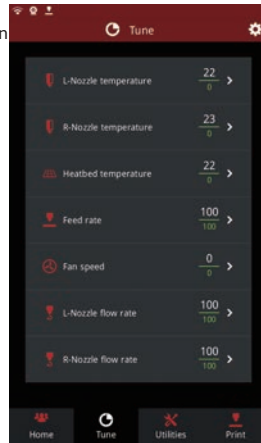 n
Tune
L-Nozzle temperature 22
0
R-Nozzle temperature 23
0
Heatbed temperature 22
0
Feed rate 100
100
Fan speed 0
0
L-Nozzle flow rate 100
100
R-Nozzle flow rate 100
100
Home Tune Utilities Print